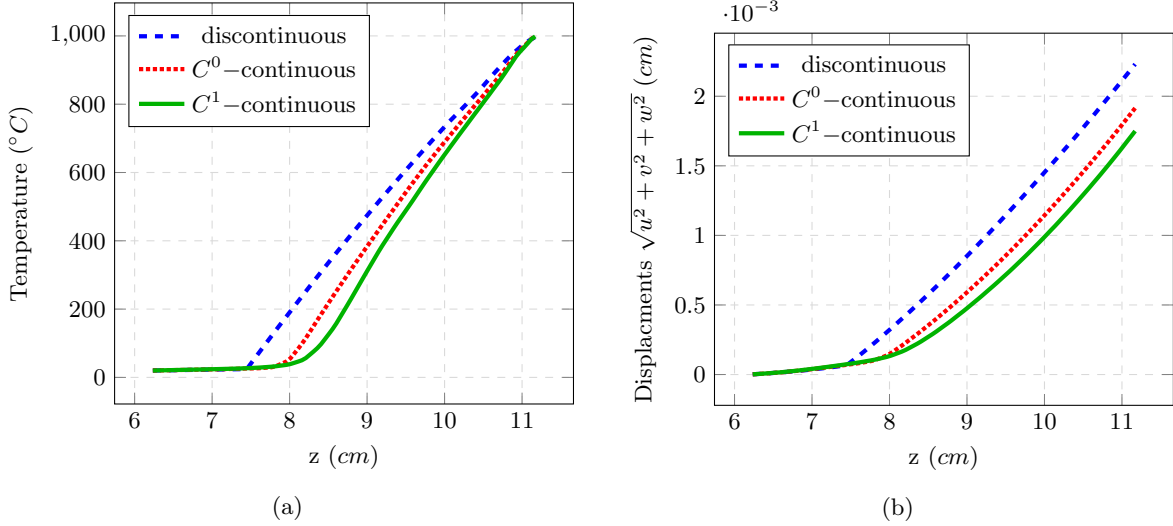 1,000
800
600
400
200
0
6 7 8 9 10 11
z (cm)
Temperature (°C)
discontinuous
C⁰−continuous
C¹−continuous
(a)
·10⁻³
2
1.5
1
0.5
0
6 7 8 9 10 11
z (cm)
Displacments √u² + v² + w² (cm)
discontinuous
C⁰−continuous
C¹−continuous
(b)